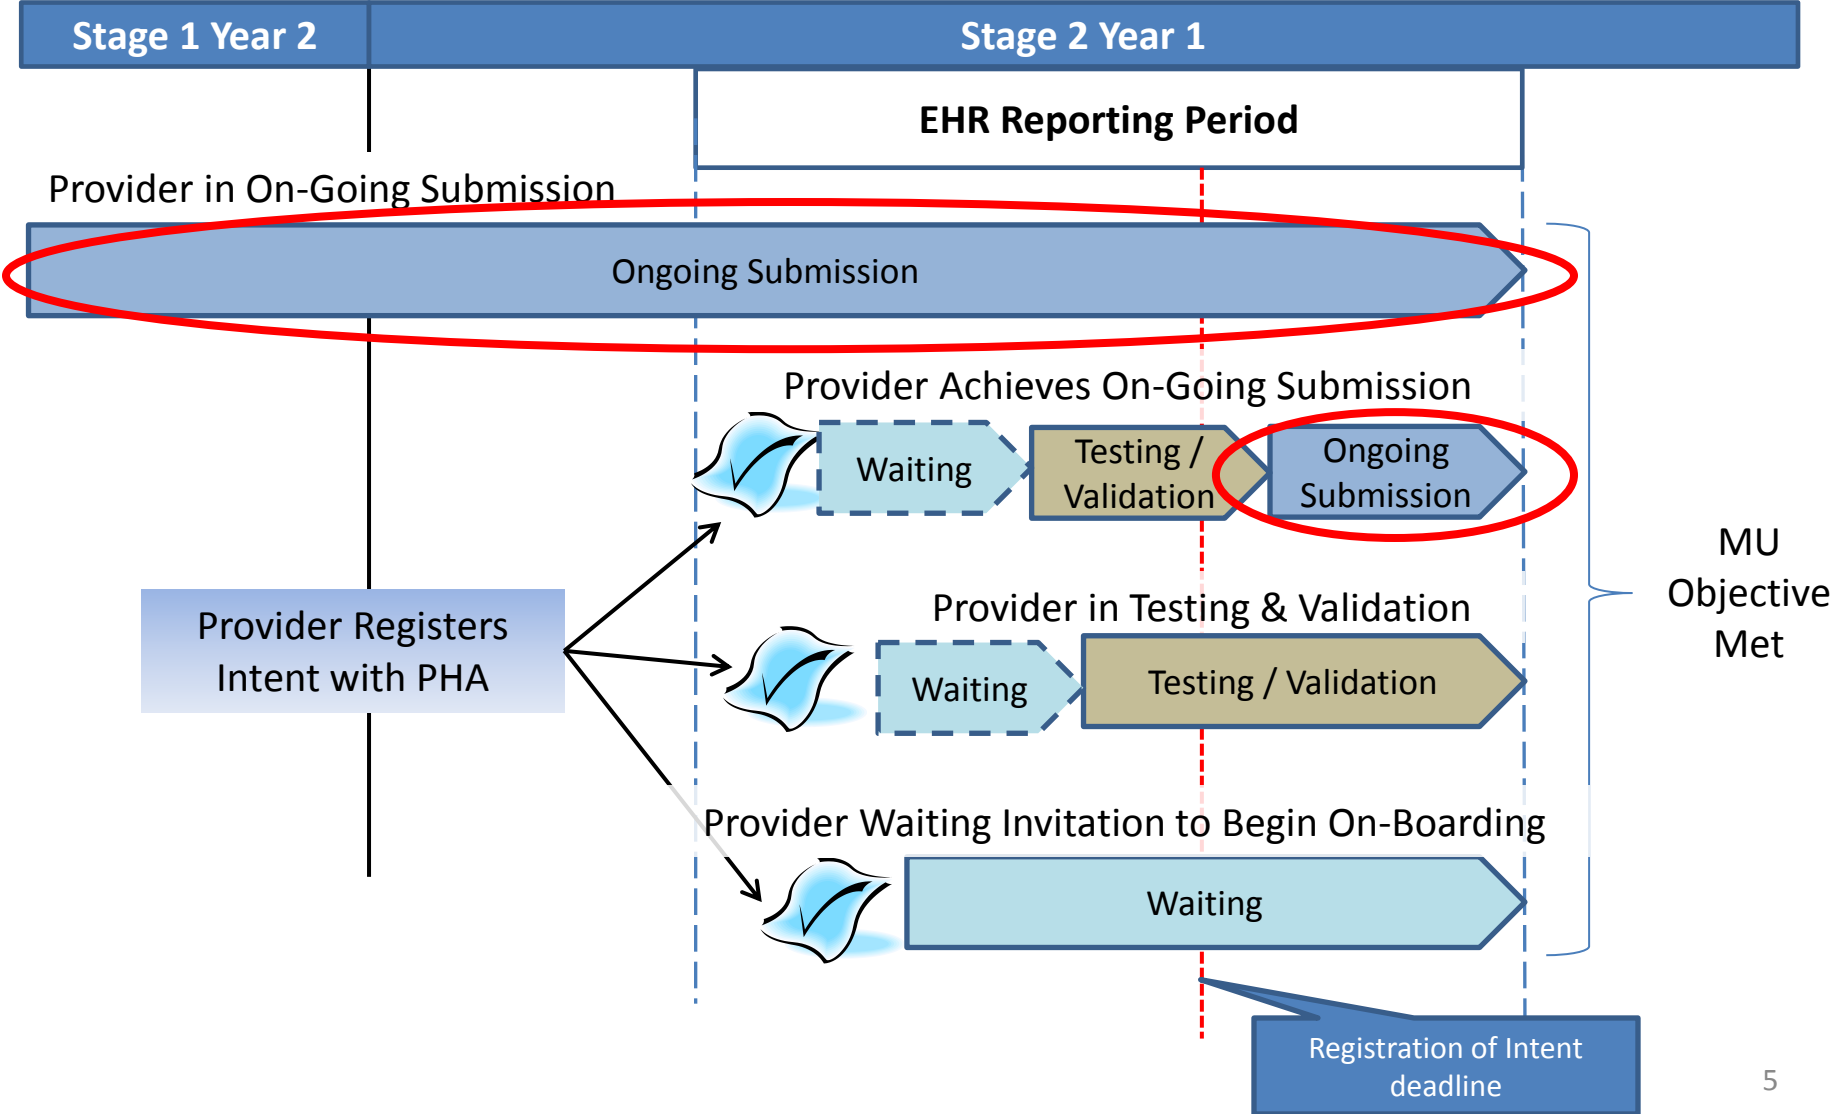 Stage 1 Year 2
Stage 2 Year 1
EHR Reporting Period
Provider in On-Going Submission
Ongoing Submission
Provider Achieves On-Going Submission
Waiting
Testing /
Validation
Ongoing
Submission
MU
Objective
Met
Provider Registers
Intent with PHA
Provider in Testing & Validation
Waiting
Testing / Validation
Provider Waiting Invitation to Begin On-Boarding
Waiting
Registration of Intent
deadline
5